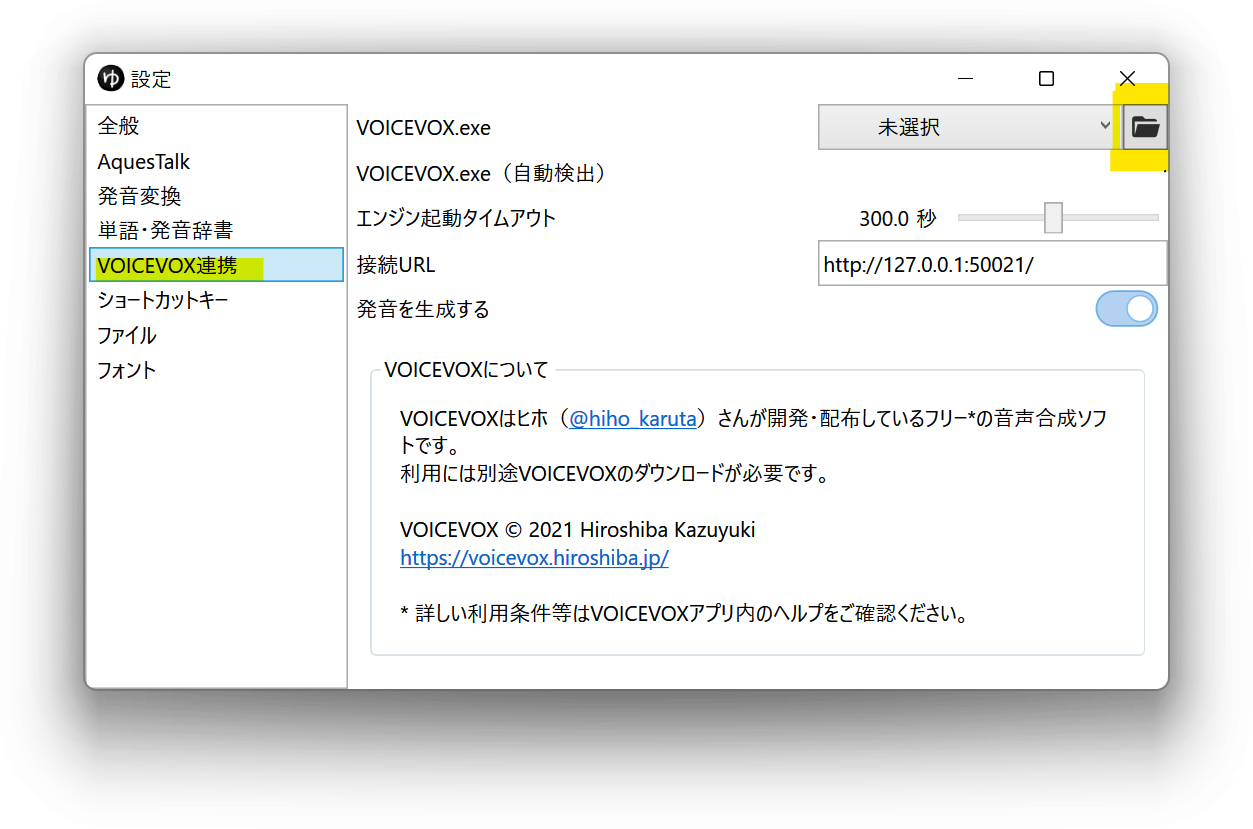 ゆ 設定
全般
AquesTalk
発音変換
単語・発音辞書
VOICEVOX連携
ショートカットキー
ファイル
フォント
VOICEVOX.exe 未選択
VOICEVOX.exe（自動検出）
エンジン起動タイムアウト 300.0 秒
接続URL http://127.0.0.1:50021/
発音を生成する
VOICEVOXについて
VOICEVOXはヒホ（@hiho_karuta）さんが開発・配布しているフリー*の音声合成ソフ
トです。
利用には別途VOICEVOXのダウンロードが必要です。
VOICEVOX © 2021 Hiroshiba Kazuyuki
https://voicevox.hiroshiba.jp/
* 詳しい利用条件等はVOICEVOXアプリ内のヘルプをご確認ください。